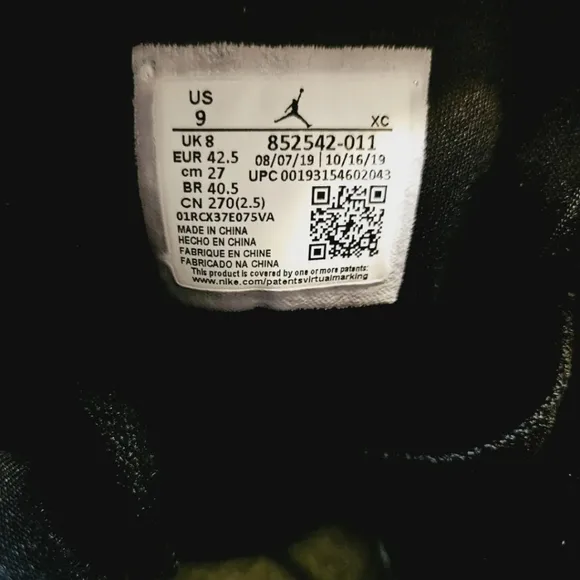 US
9
XC
UK 8 852542-011
EUR 42.5 08/07/19 | 10/16/19
cm 27 UPC 00193154602043
BR 40.5
CN 270(2.5)
01RCX37E075VA
MADE IN CHINA
HECHO EN CHINA
FABRIQUE EN CHINE
FABRICADO NA CHINA
This product is covered by one or more patents:
www.nike.com/patentsvirtualmarking